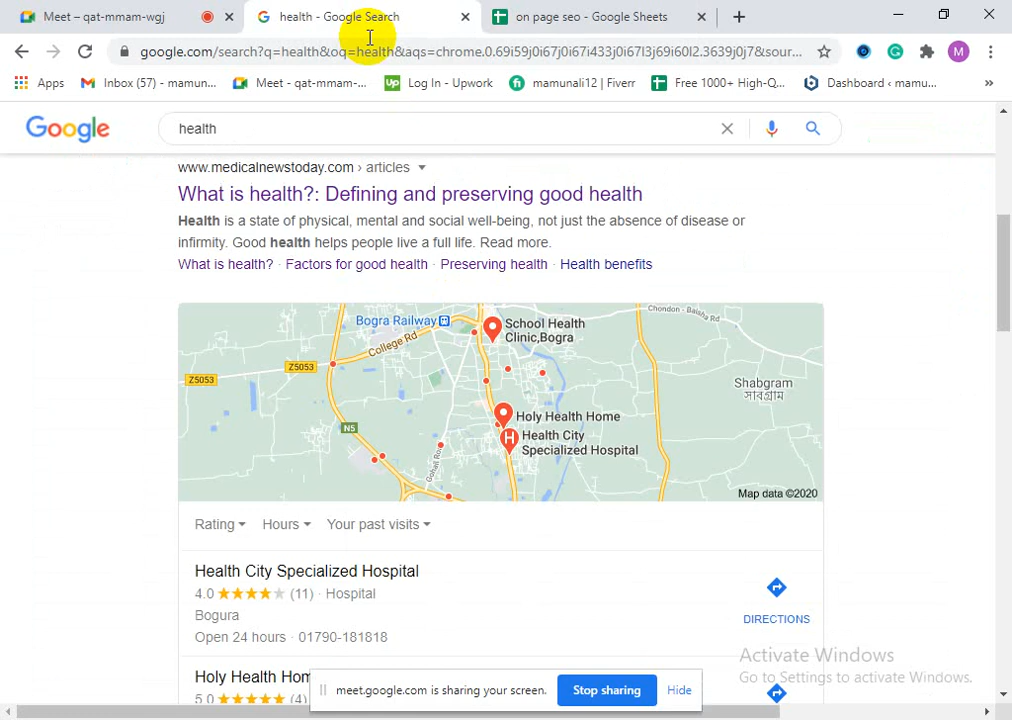 Meet – qat-mmam-wgj
health - Google Search
on page seo - Google Sheets
google.com/search?q=health&oq=health&aqs=chrome.0.69i59j0i67j0i67i433j0i67l3j69i60l2.3639j0j7&sour...
M
Apps
Inbox (57) - mamun...
Meet - qat-mmam-...
Log In - Upwork
mamunali12 | Fiverr
Free 1000+ High-Q...
Dashboard ‹ mamu...
Google
health
www.medicalnewstoday.com › articles
What is health?: Defining and preserving good health
Health is a state of physical, mental and social well-being, not just the absence of disease or
infirmity. Good health helps people live a full life. Read more.
What is health? · Factors for good health · Preserving health · Health benefits
Chondon - Baisha Rd
Bogra Railway
School Health
Clinic,Bogra
College Rd
Z5053
Z5053
Shabgram
সাবগ্রাম
Holy Health Home
N5
H
Health City
Specialized Hospital
Gohail Road
Map data ©2020
Rating
Hours
Your past visits
Health City Specialized Hospital
4.0 ★★★★★ (11) · Hospital
Bogura
Open 24 hours · 01790-181818
DIRECTIONS
Holy Health Hom
5.0 ★★★★★ (4)
Activate Windows
Go to Settings to activate Windows.
meet.google.com is sharing your screen.
Stop sharing
Hide